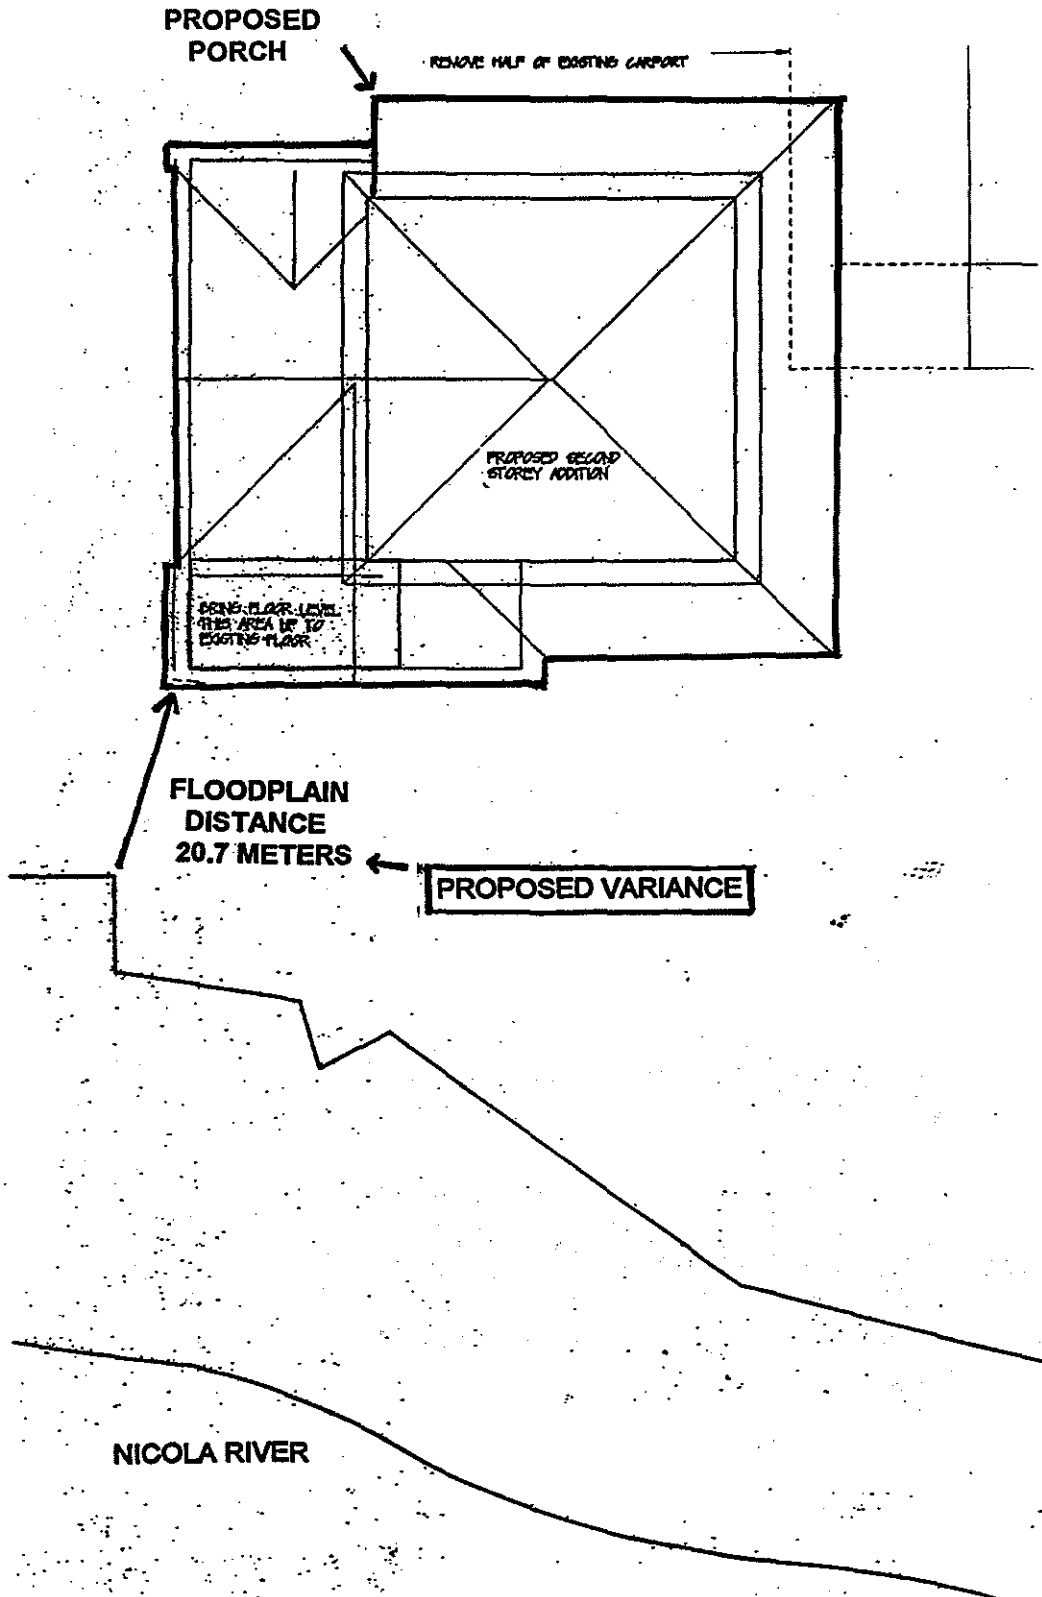 PROPOSED
PORCH
REMOVE HALF OF EXISTING CARPORT
PROPOSED SECOND
STOREY ADDITION
BRING FLOOR LEVEL
THIS AREA UP TO
EXISTING FLOOR
FLOODPLAIN
DISTANCE
20.7 METERS
PROPOSED VARIANCE
NICOLA RIVER